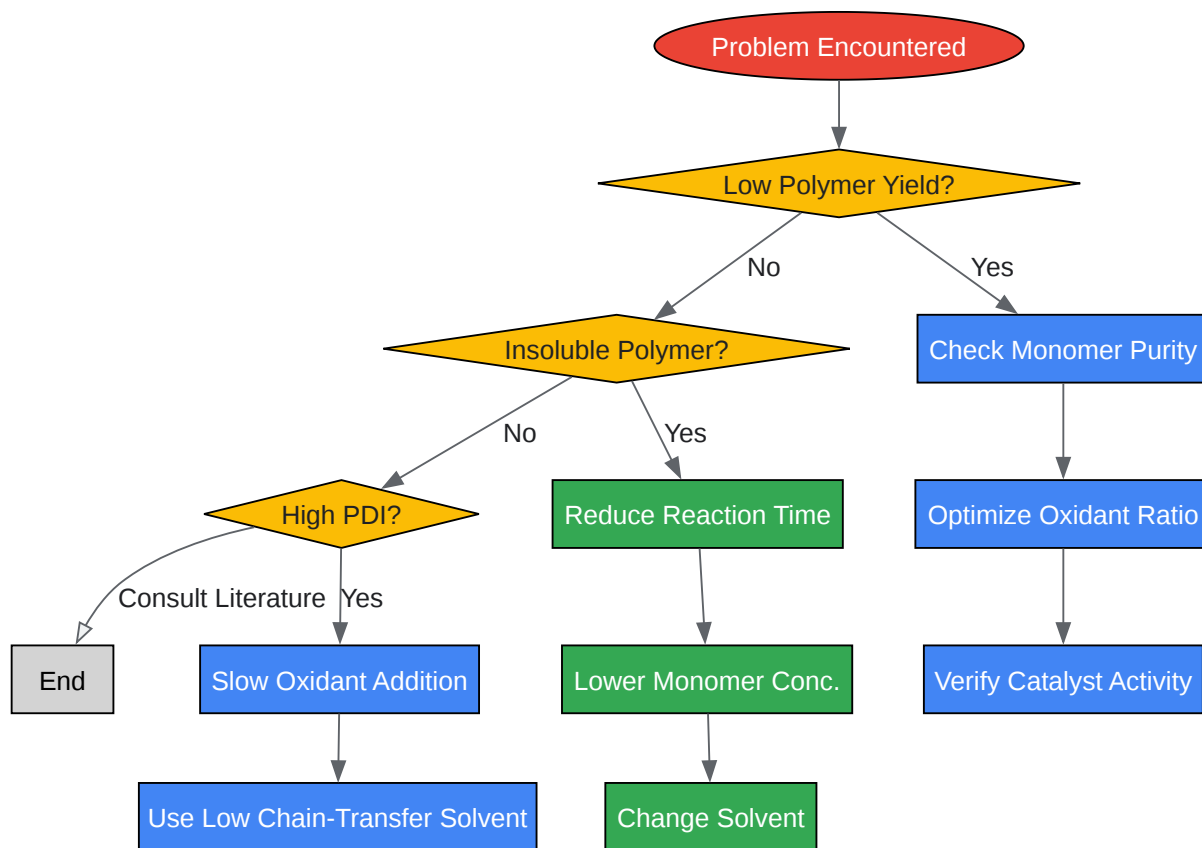 Problem Encountered
Low Polymer Yield?
No
Yes
Insoluble Polymer?
Check Monomer Purity
No
Yes
High PDI?
Reduce Reaction Time
Optimize Oxidant Ratio
Consult Literature
Yes
End
Slow Oxidant Addition
Lower Monomer Conc.
Verify Catalyst Activity
Use Low Chain-Transfer Solvent
Change Solvent